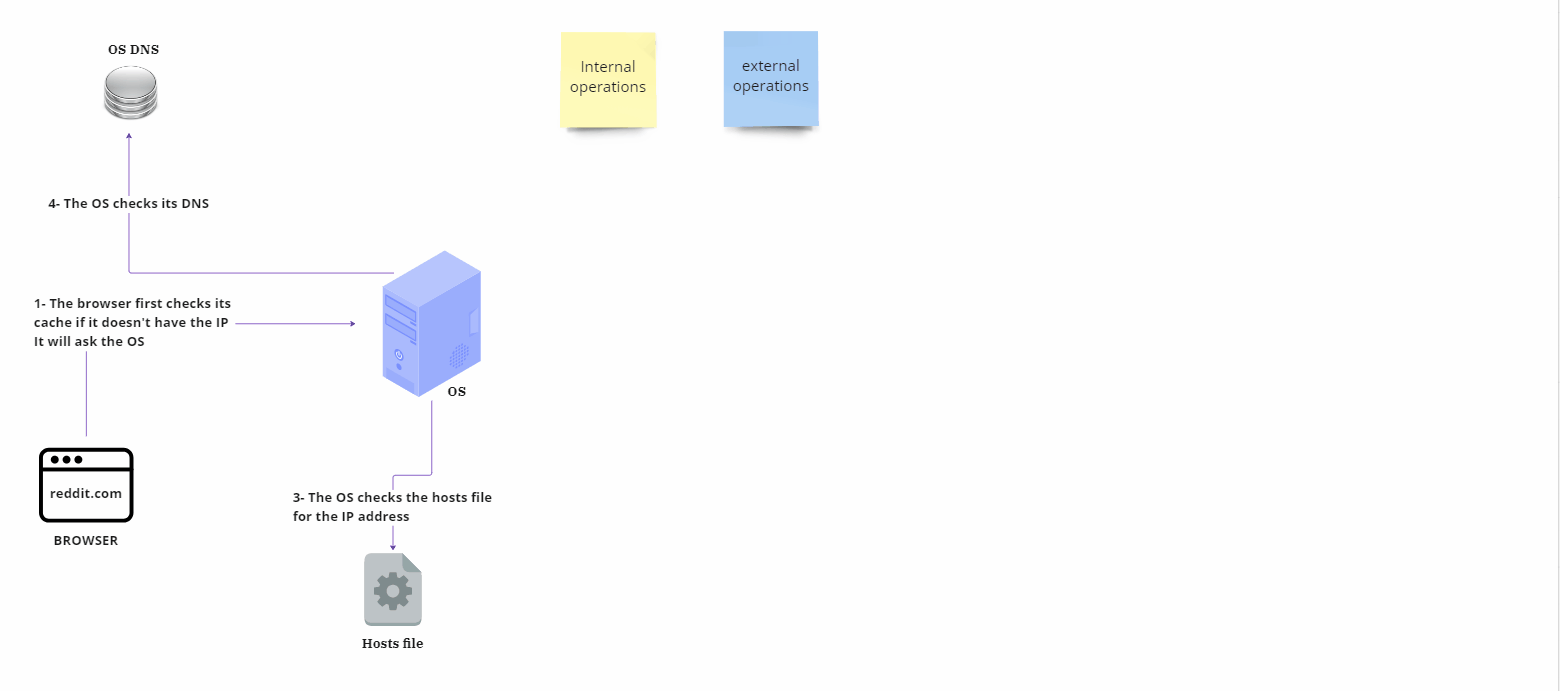 OS DNS
Internal
operations
external
operations
4- The OS checks its DNS
1- The browser first checks its
cache if it doesn't have the IP
It will ask the OS
OS
reddit.com
BROWSER
3- The OS checks the hosts file
for the IP address
Hosts file